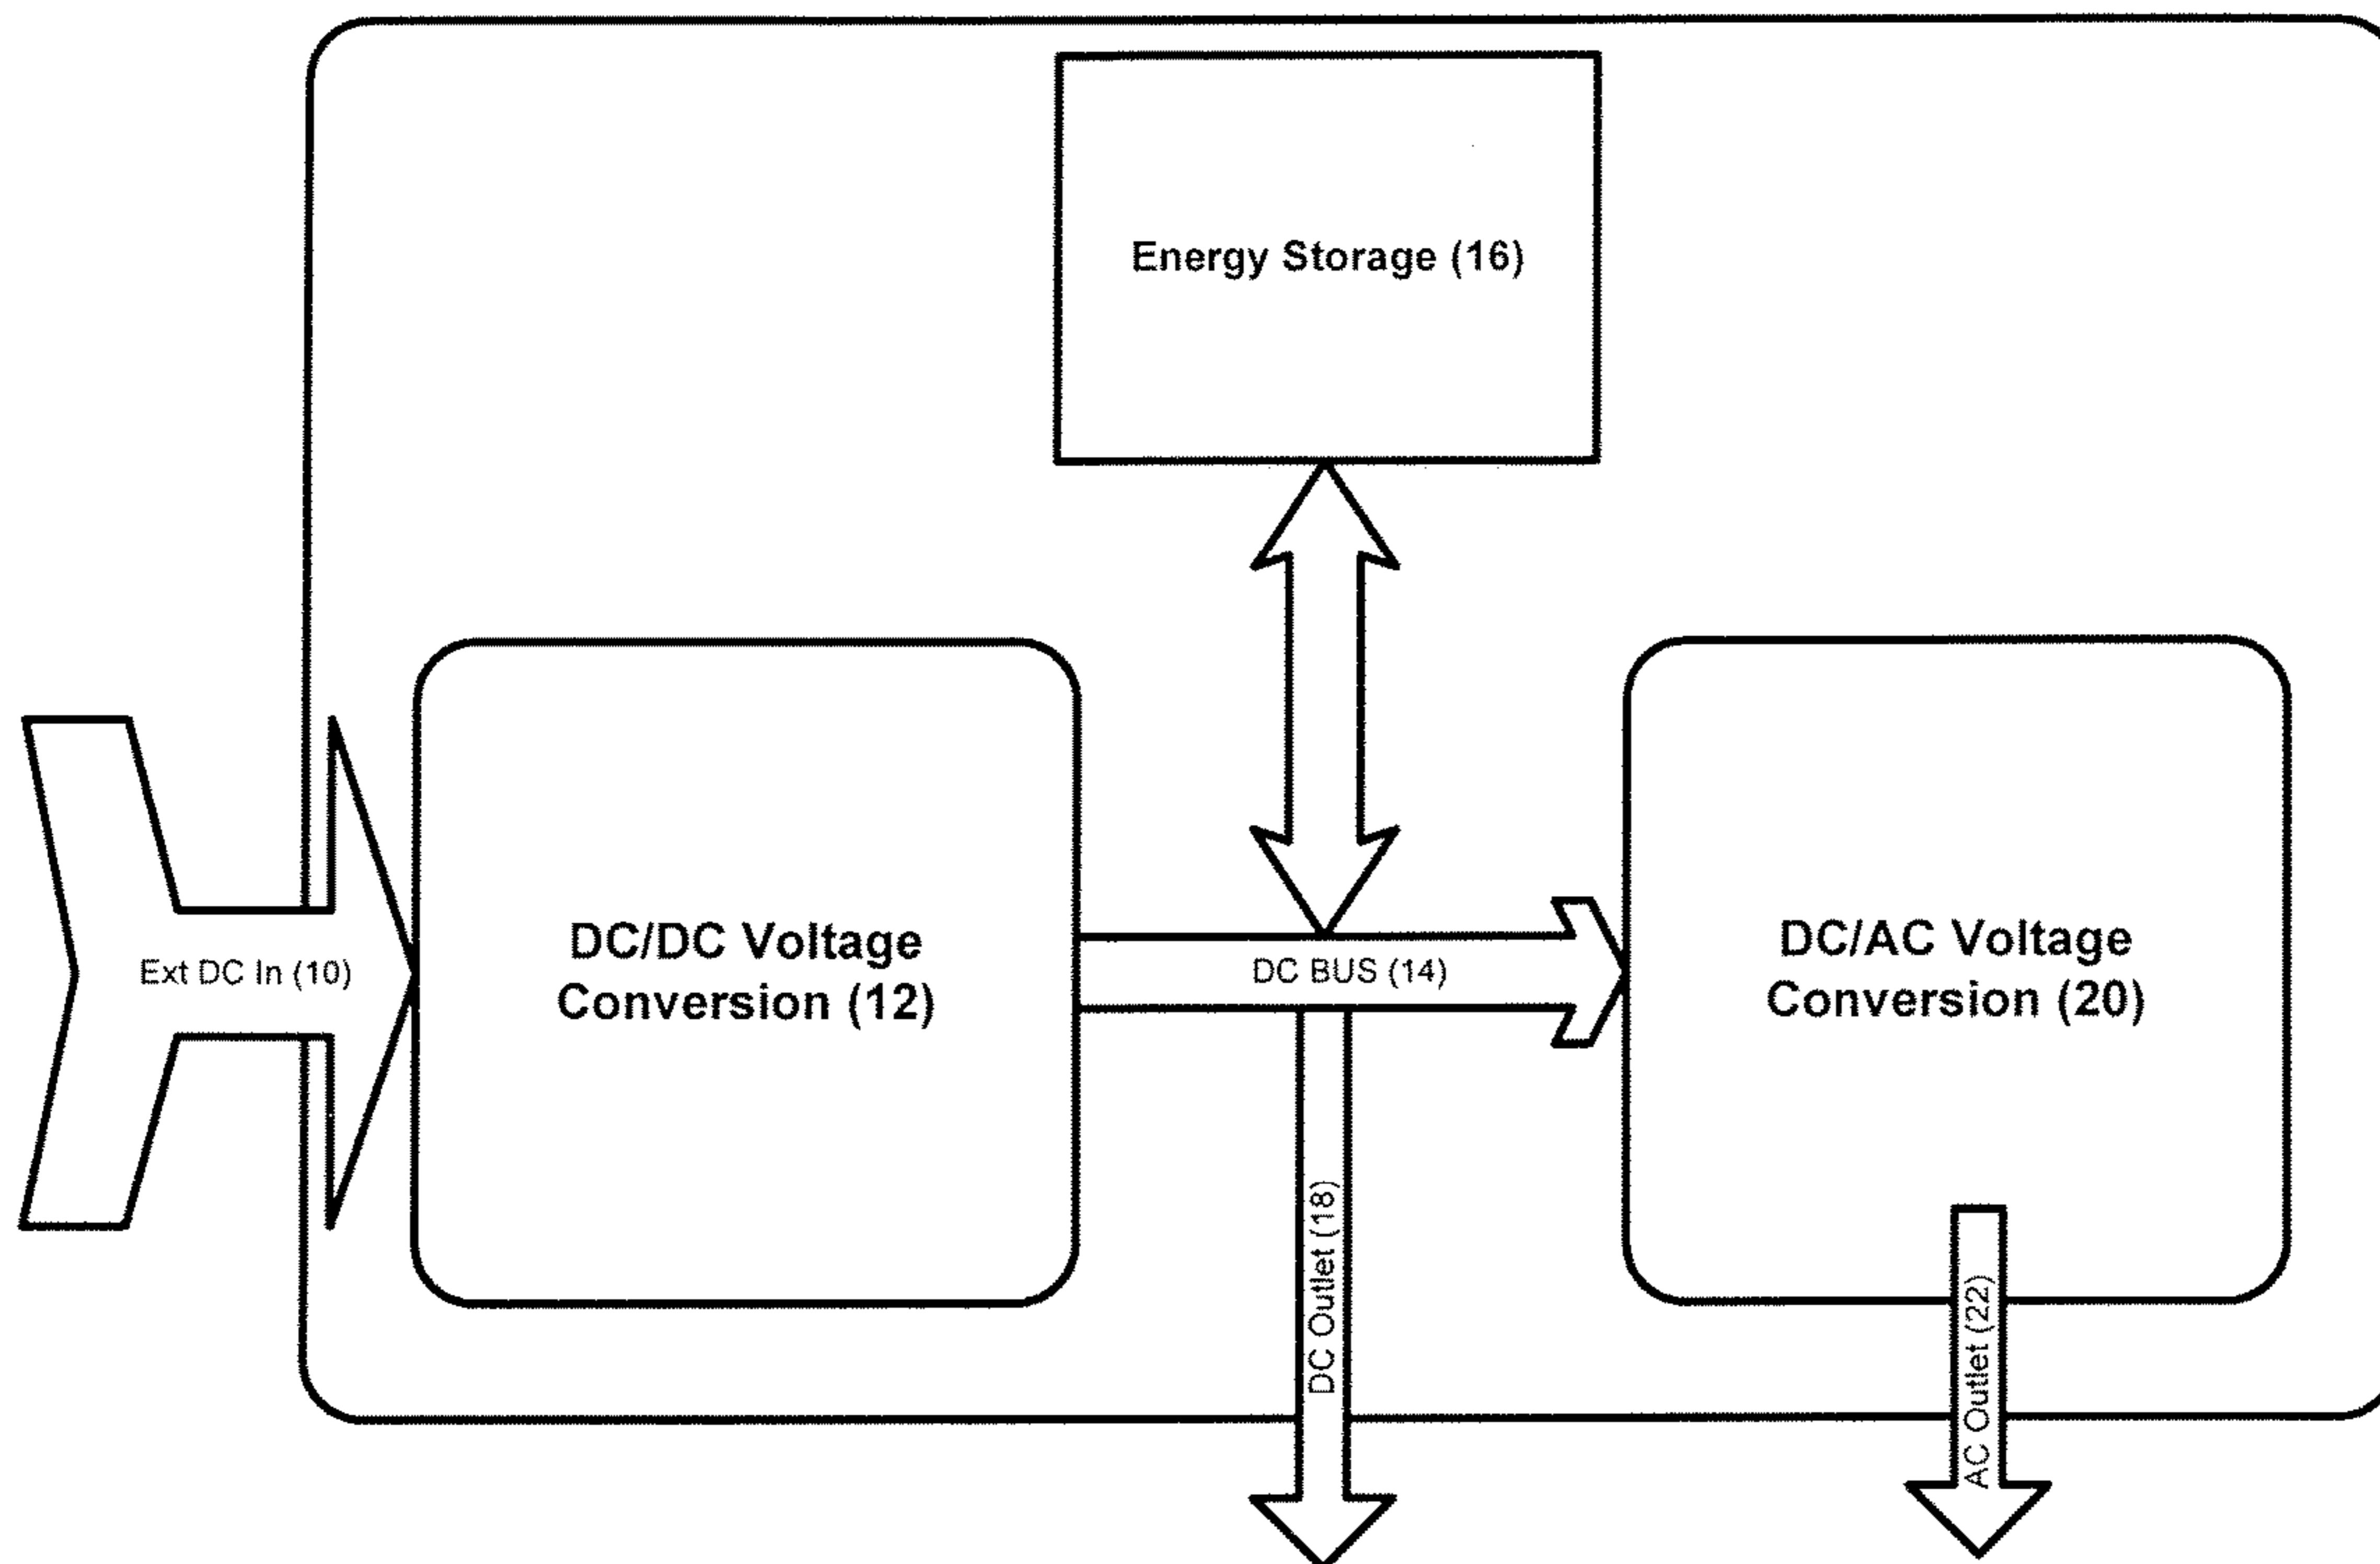 Energy Storage (16)
Ext DC In (10)
DC/DC Voltage
Conversion (12)
DC BUS (14)
DC/AC Voltage
Conversion (20)
DC Outlet (18)
AC Outlet (22)